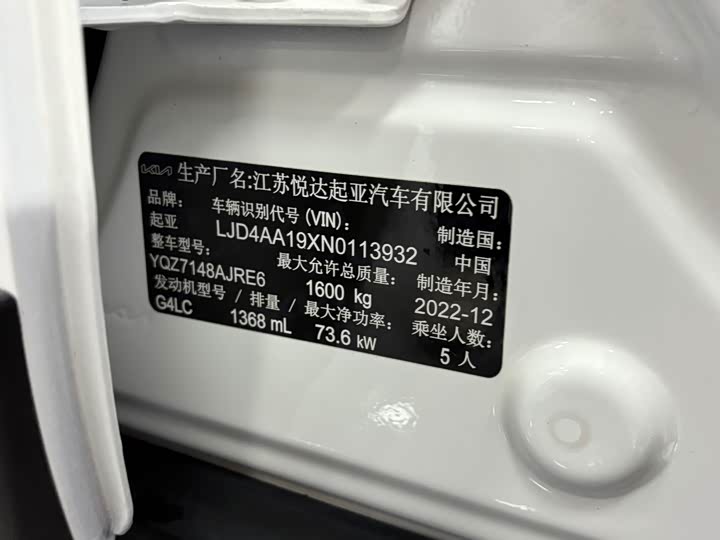 KIA 生产厂名:江苏悦达起亚汽车有限公司
品牌: 车辆识别代号 (VIN): 制造国:
起亚 LJD4AA19XN0113932 中国
整车型号: 最大允许总质量: 制造年月:
YQZ7148AJRE6 1600 kg 2022-12
发动机型号 / 排量 / 最大净功率: 乘坐人数:
G4LC 1368 mL 73.6 kW 5 人